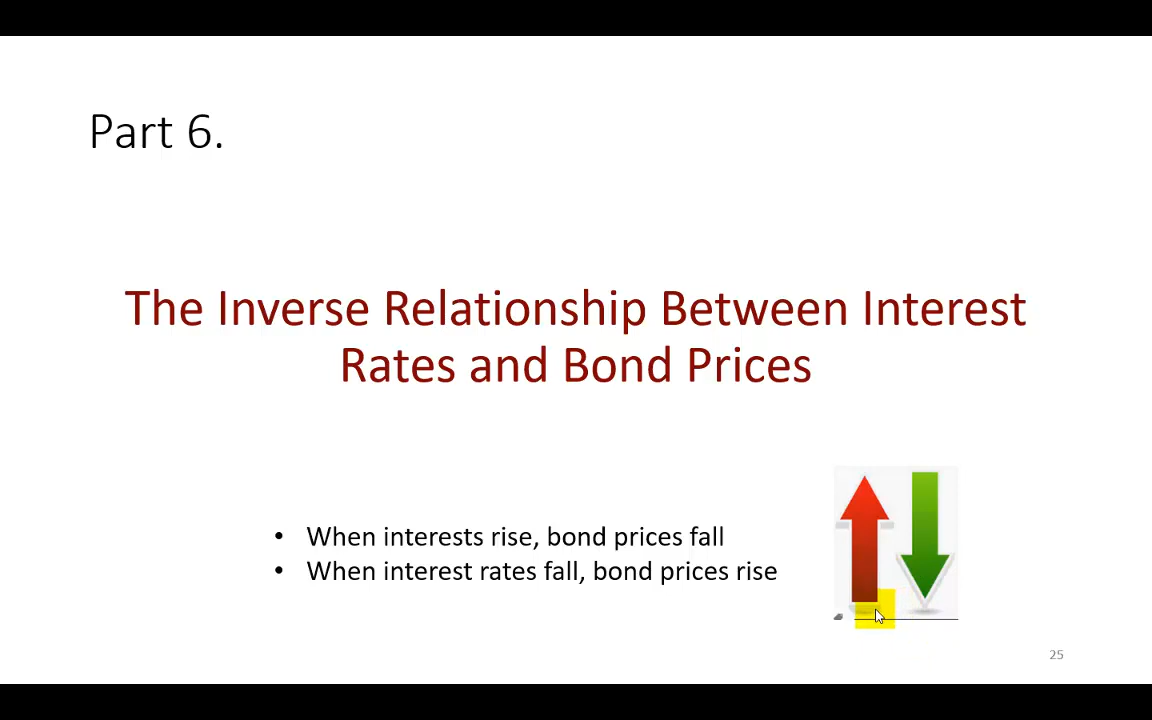 Part 6.
The Inverse Relationship Between Interest
Rates and Bond Prices
• When interests rise, bond prices fall
• When interest rates fall, bond prices rise
25